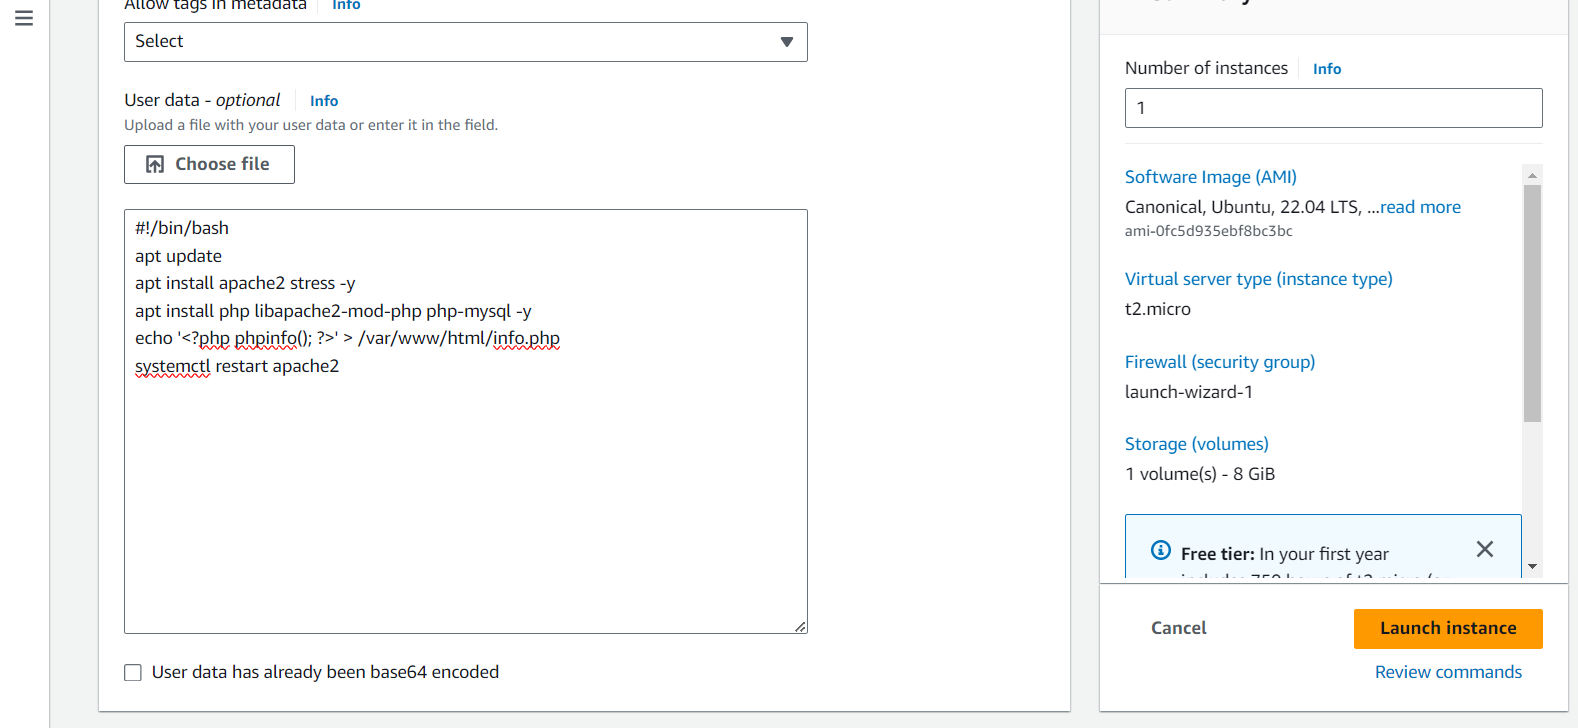 Allow tags in metadata Info
Select
User data - optional Info
Upload a file with your user data or enter it in the field.
Choose file
#!/bin/bash
apt update
apt install apache2 stress -y
apt install php libapache2-mod-php php-mysql -y
echo '<?php phpinfo(); ?>' > /var/www/html/info.php
systemctl restart apache2
User data has already been base64 encoded
Number of instances Info
1
Software Image (AMI)
Canonical, Ubuntu, 22.04 LTS, ...read more
ami-0fc5d935ebf8bc3bc
Virtual server type (instance type)
t2.micro
Firewall (security group)
launch-wizard-1
Storage (volumes)
1 volume(s) - 8 GiB
Free tier: In your first year
Cancel
Launch instance
Review commands